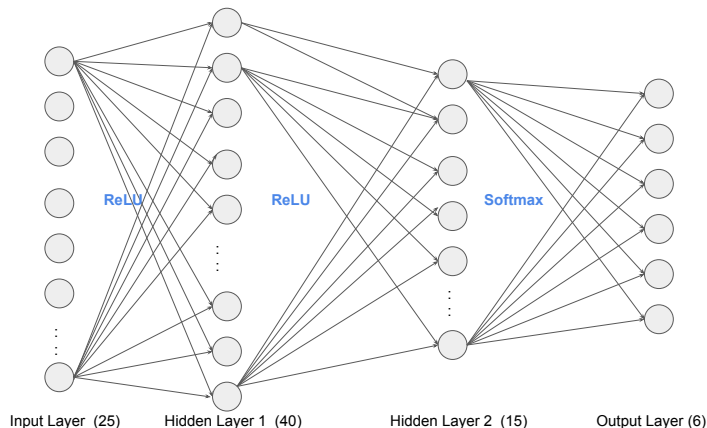 ReLU
ReLU
Softmax
Input Layer (25)
Hidden Layer 1 (40)
Hidden Layer 2 (15)
Output Layer (6)